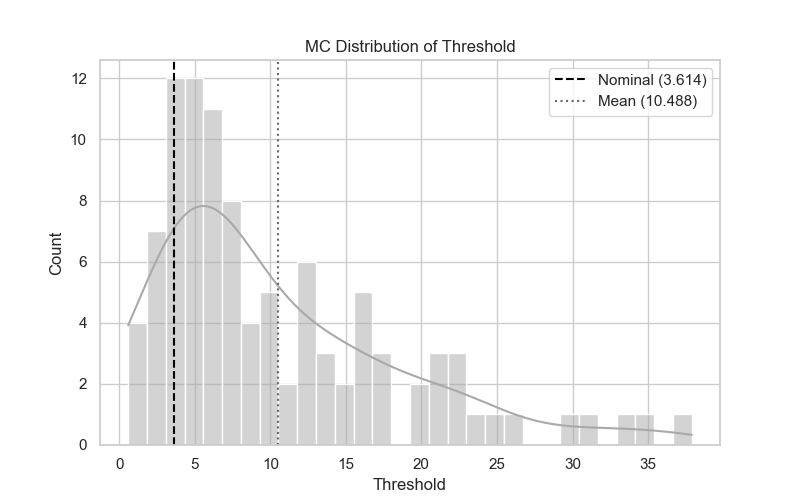 MC Distribution of Threshold
Nominal (3.614)
Mean (10.488)
Count
12
10
8
6
4
2
0
0 5 10 15 20 25 30 35
Threshold